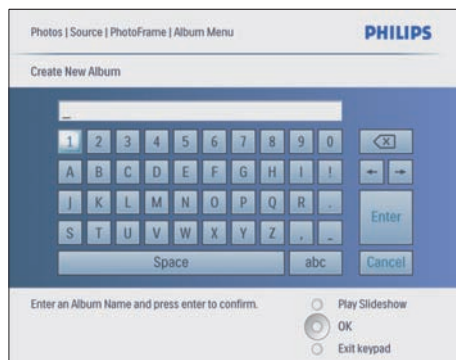 Photos | Source | PhotoFrame | Album Menu
PHILIPS
Create New Album
_
1 2 3 4 5 6 7 8 9 0
A B C D E F G H I !
J K L M N O P Q R .
S T U V W X Y Z , _
Enter
Space abc Cancel
Enter an Album Name and press enter to confirm.
Play Slideshow
OK
Exit keypad